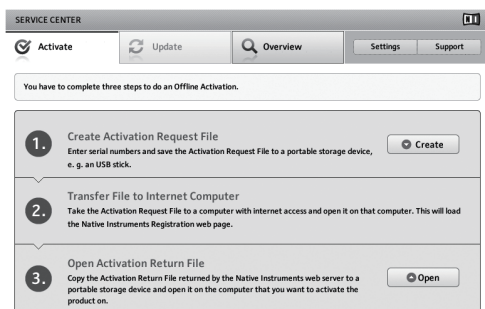 SERVICE CENTER
Activate
Update
Overview
Settings
Support
You have to complete three steps to do an Offline Activation.
1.
Create Activation Request File
Enter serial numbers and save the Activation Request File to a portable storage device,
e. g. an USB stick.
Create
2.
Transfer File to Internet Computer
Take the Activation Request File to a computer with internet access and open it on that computer. This will load
the Native Instruments Registration web page.
3.
Open Activation Return File
Copy the Activation Return File returned by the Native Instruments web server to a
portable storage device and open it on the computer that you want to activate the
product on.
Open